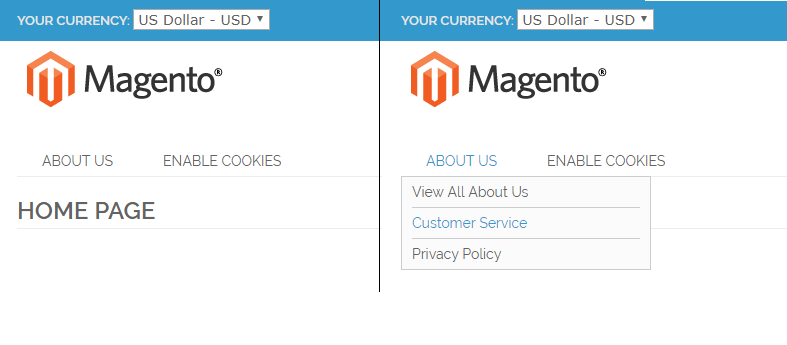 YOUR CURRENCY: US Dollar - USD
Magento®
ABOUT US ENABLE COOKIES
HOME PAGE
YOUR CURRENCY: US Dollar - USD
Magento®
ABOUT US ENABLE COOKIES
View All About Us
Customer Service
Privacy Policy